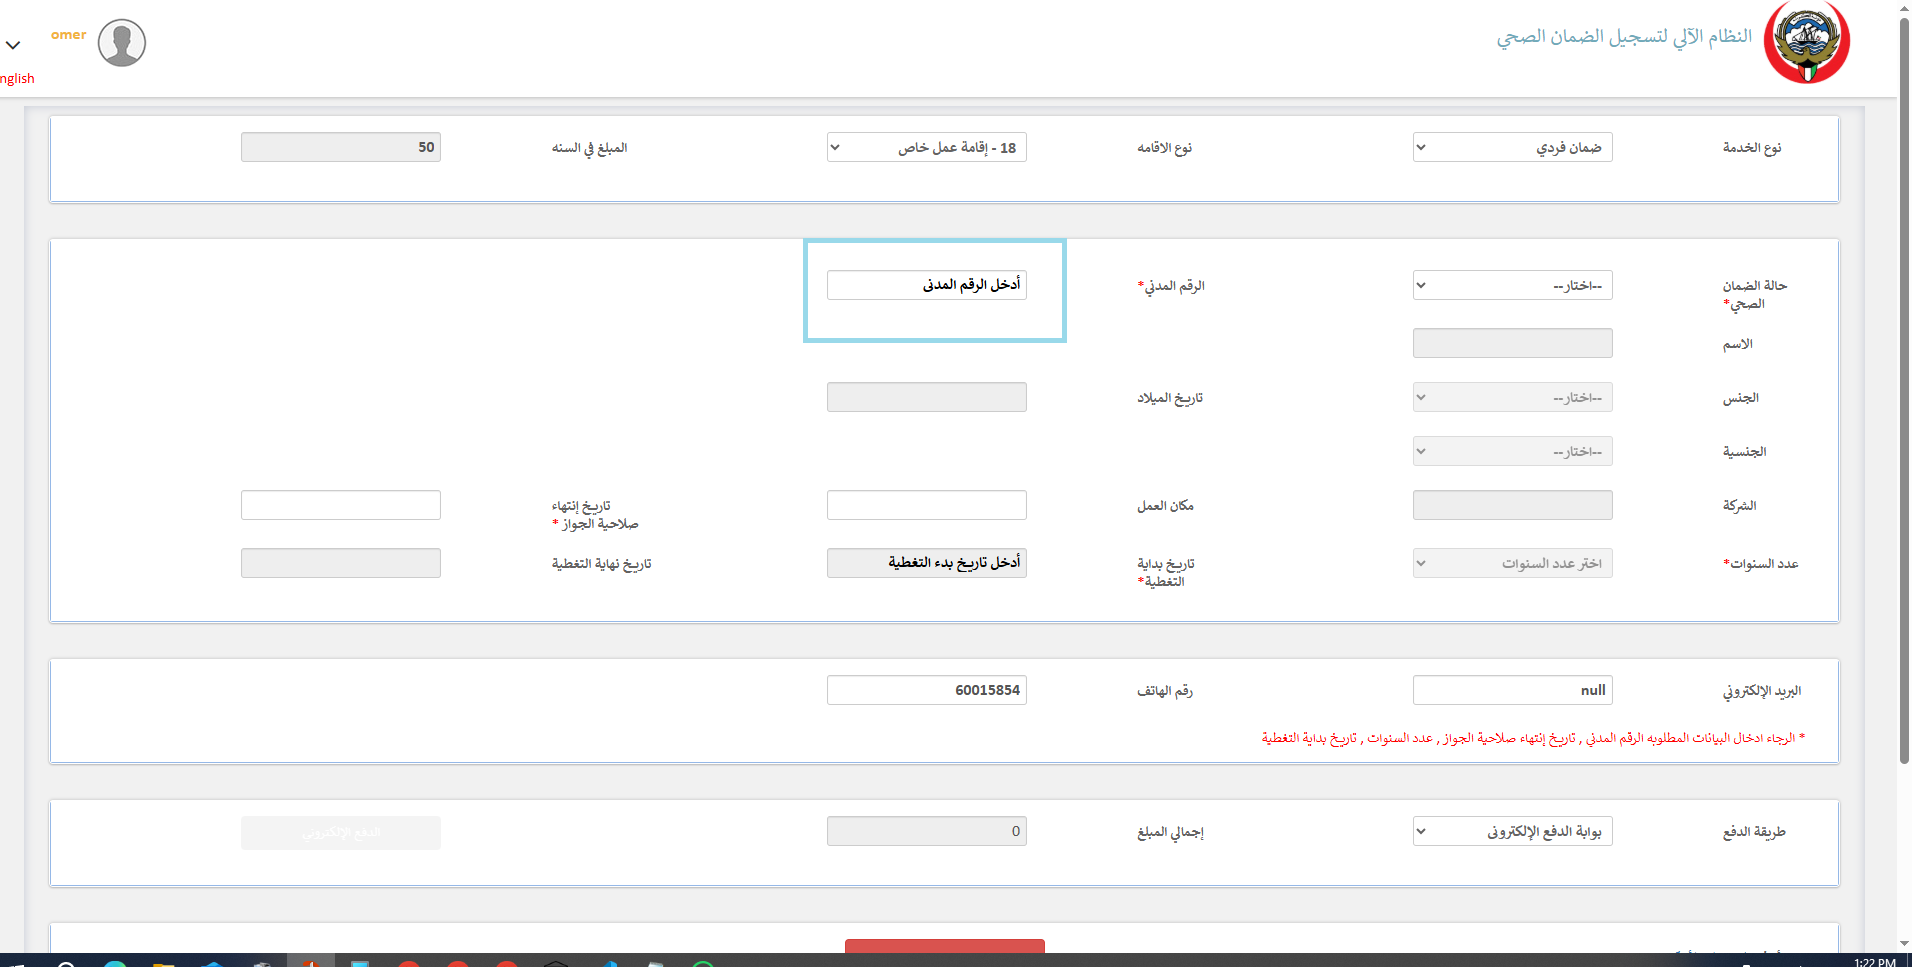 النظام الآلي لتسجيل الضمان الصحي
omer
nglish
نوع الخدمة
ضمان فردي
نوع الاقامه
18 - إقامة عمل خاص
المبلغ في السنه
50
حالة الضمان
الصحي*
--اختار--
الرقم المدني*
أدخل الرقم المدنى
الاسم
الجنس
--اختار--
تاريخ الميلاد
الجنسية
--اختار--
الشركة
مكان العمل
تاريخ إنتهاء
صلاحية الجواز *
عدد السنوات*
اختر عدد السنوات
تاريخ بداية
التغطية*
أدخل تاريخ بدء التغطية
تاريخ نهاية التغطية
البريد الإلكتروني
null
رقم الهاتف
60015854
* الرجاء ادخال البيانات المطلوبه الرقم المدني , تاريخ إنتهاء صلاحية الجواز , عدد السنوات , تاريخ بداية التغطية
طريقة الدفع
بوابة الدفع الإلكترونى
إجمالي المبلغ
0
الدفع الإلكتروني
1:22 PM